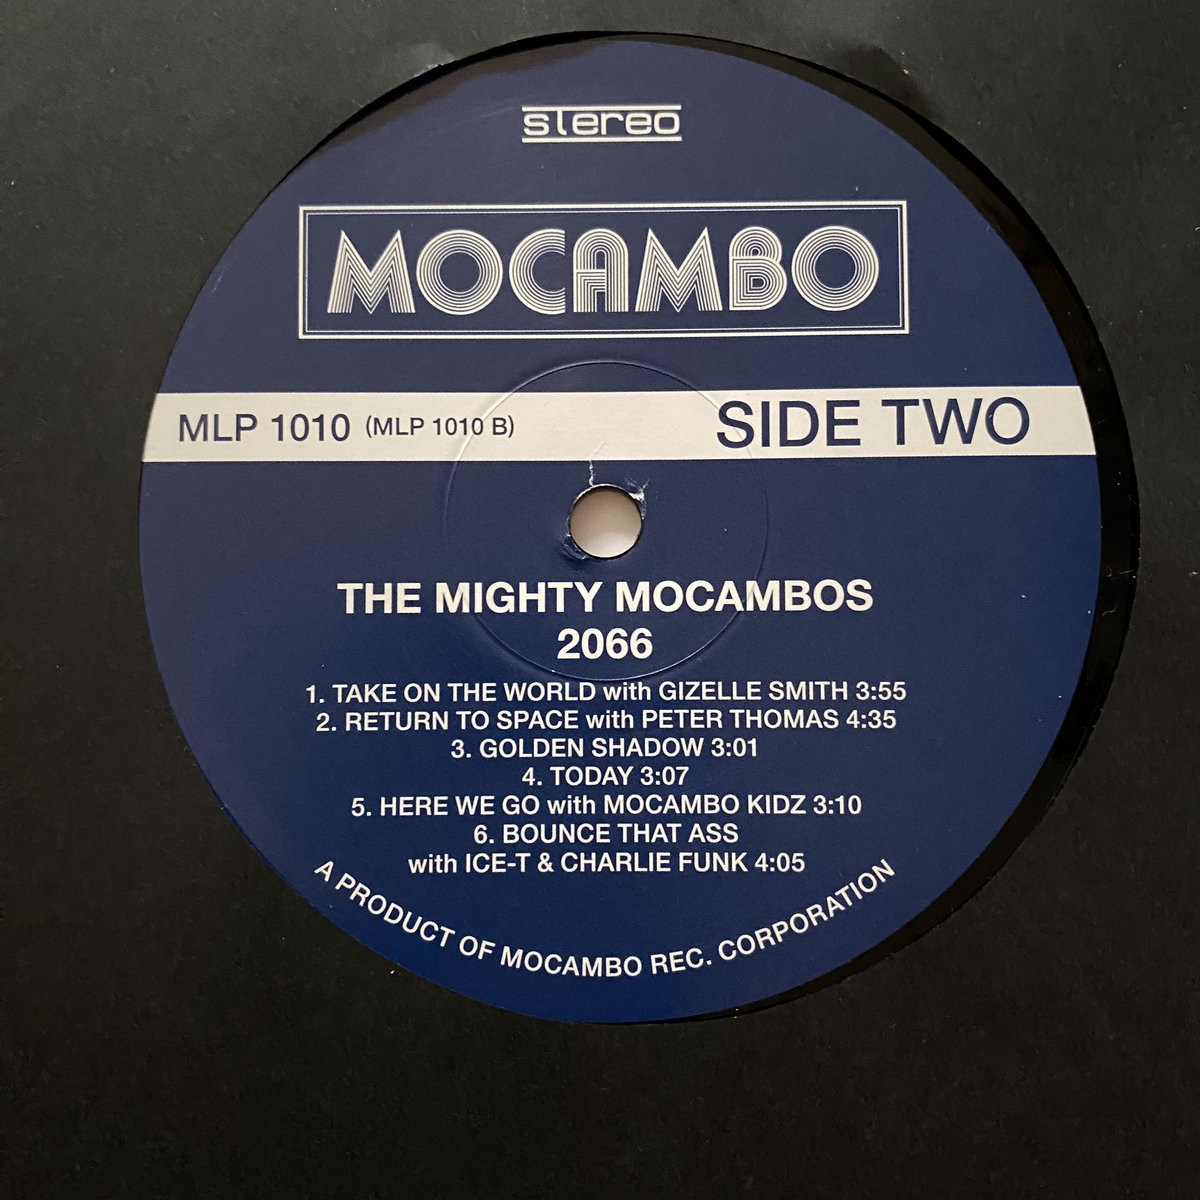 stereo
MOCAMBO
MLP 1010 (MLP 1010 B) SIDE TWO
THE MIGHTY MOCAMBOS
2066
1. TAKE ON THE WORLD with GIZELLE SMITH 3:55
2. RETURN TO SPACE with PETER THOMAS 4:35
3. GOLDEN SHADOW 3:01
4. TODAY 3:07
5. HERE WE GO with MOCAMBO KIDZ 3:10
6. BOUNCE THAT ASS
with ICE-T & CHARLIE FUNK 4:05
A PRODUCT OF MOCAMBO REC. CORPORATION